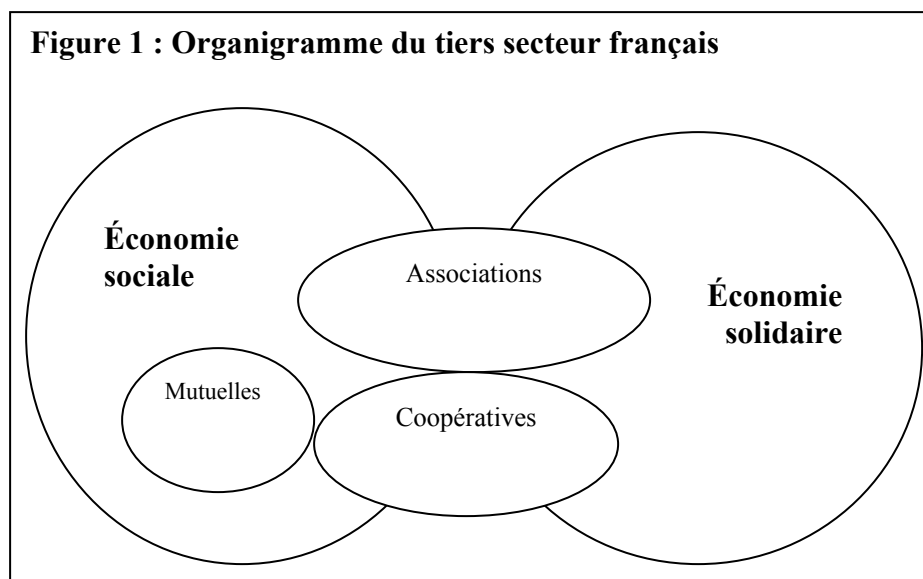 Figure 1 : Organigramme du tiers secteur français
Économie
sociale
Associations
Économie
solidaire
Mutuelles
Coopératives